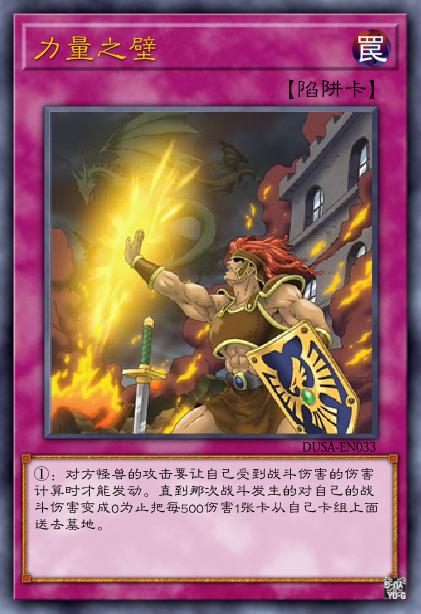 力量之壁
罠
【陷阱卡】
DUSA-EN033
①：对方怪兽的攻击要让自己受到战斗伤害的伤害
计算时才能发动。直到那次战斗发生的对自己的战
斗伤害变成0为止把每500伤害1张卡从自己卡组上面
送去墓地。